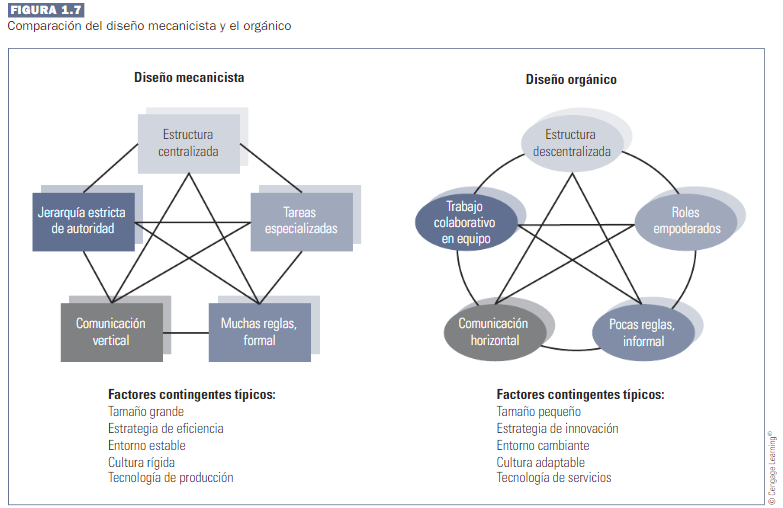 FIGURA 1.7
Comparación del diseño mecanicista y el orgánico
Diseño mecanicista
Estructura
centralizada
Jerarquía estricta
de autoridad
Tareas
especializadas
Comunicación
vertical
Muchas reglas,
formal
Factores contingentes típicos:
Tamaño grande
Estrategia de eficiencia
Entorno estable
Cultura rígida
Tecnología de producción
Diseño orgánico
Estructura
descentralizada
Trabajo
colaborativo
en equipo
Roles
empoderados
Comunicación
horizontal
Pocas reglas,
informal
Factores contingentes típicos:
Tamaño pequeño
Estrategia de innovación
Entorno cambiante
Cultura adaptable
Tecnología de servicios
© Cengage Learning®